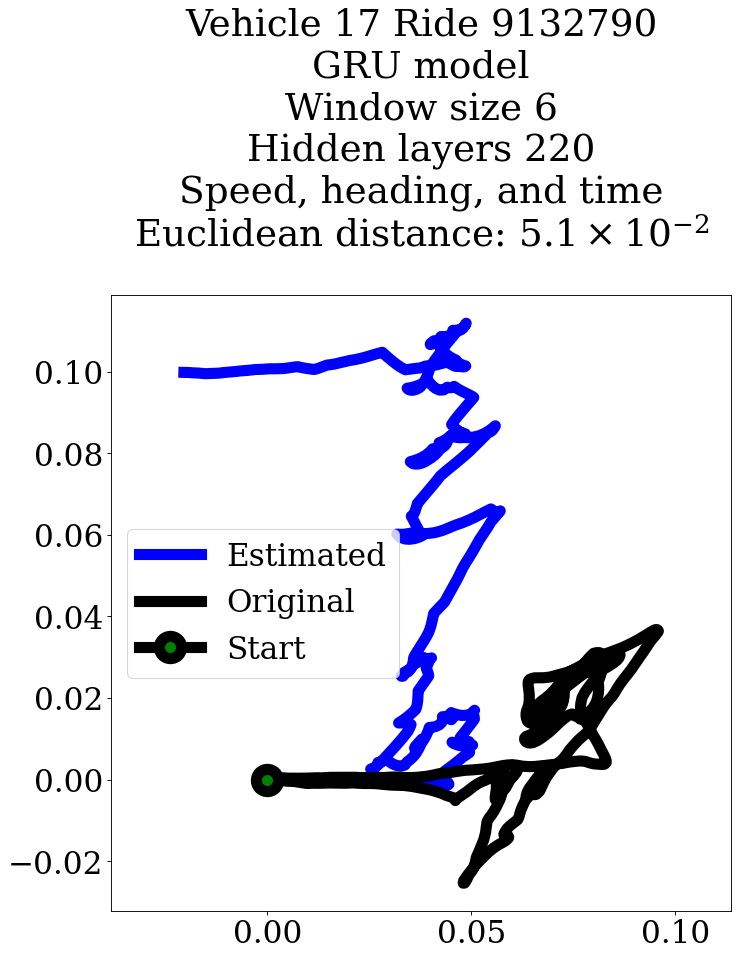 Vehicle 17 Ride 9132790
GRU model
Window size 6
Hidden layers 220
Speed, heading, and time
Euclidean distance: 5.1 × 10⁻²
0.10
0.08
0.06
0.04
0.02
0.00
−0.02
Estimated
Original
Start
0.00 0.05 0.10